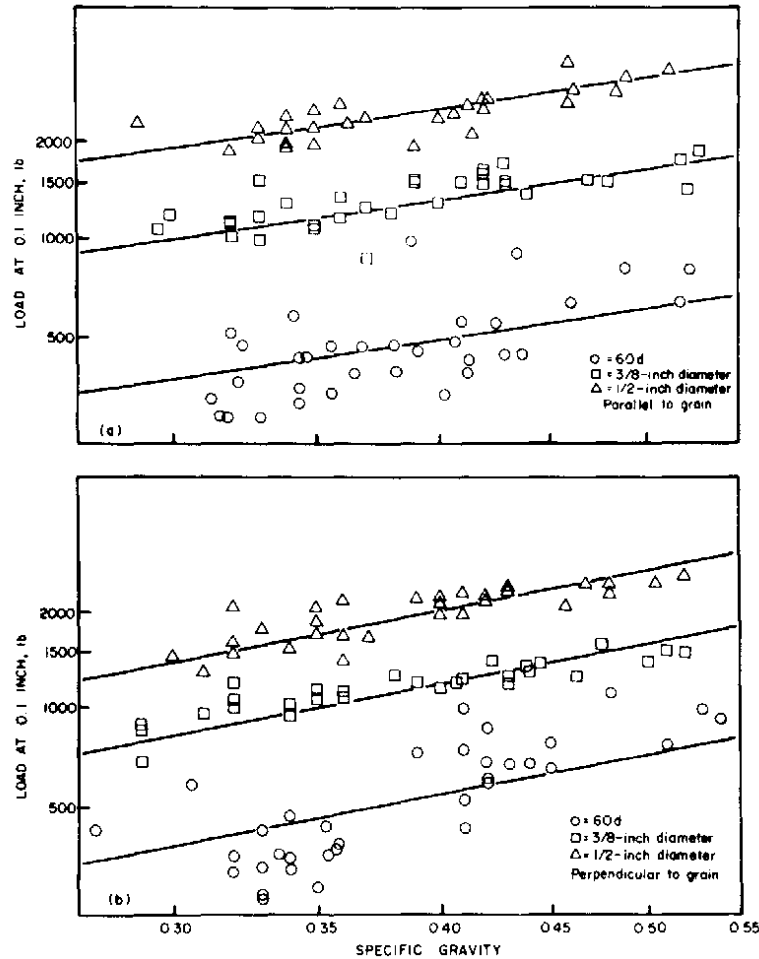 LOAD AT 0.1 INCH, lb
2000
1500
1000
500
○ = 60d
□ = 3/8-inch diameter
△ = 1/2-inch diameter
Parallel to grain
(a)
LOAD AT 0.1 INCH, lb
2000
1500
1000
500
○ = 60d
□ = 3/8-inch diameter
△ = 1/2-inch diameter
Perpendicular to grain
(b)
0.30 0.35 0.40 0.45 0.50 0.55
SPECIFIC GRAVITY